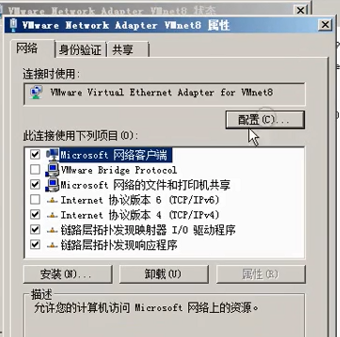 VMware Network Adapter VMnet8 状态
VMware Network Adapter VMnet8 属性
网络 身份验证 共享
连接时使用:
VMware Virtual Ethernet Adapter for VMnet8
配置(C)...
此连接使用下列项目(O):
Microsoft 网络客户端
VMware Bridge Protocol
Microsoft 网络的文件和打印机共享
Internet 协议版本 6 (TCP/IPv6)
Internet 协议版本 4 (TCP/IPv4)
链路层拓扑发现映射器 I/O 驱动程序
链路层拓扑发现响应程序
安装(N)... 卸载(U) 属性(R)
描述
允许您的计算机访问 Microsoft 网络上的资源。